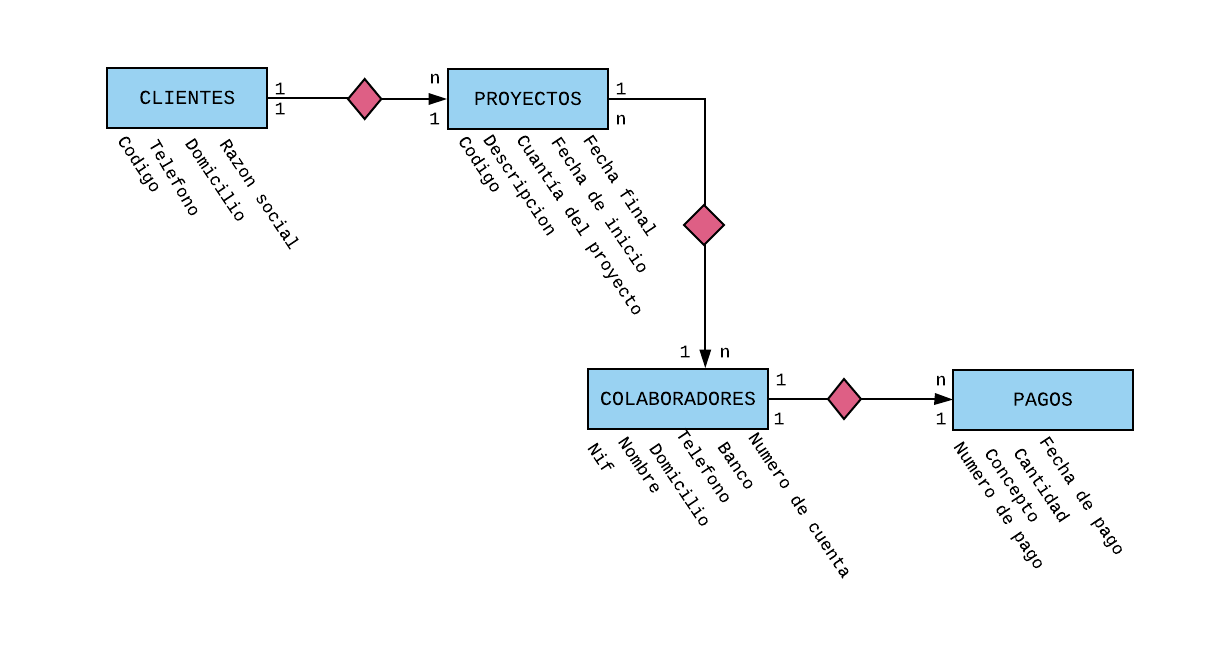 CLIENTES
1
1
n
1
PROYECTOS
1
n
Codigo
Telefono
Domicilio
Razon social
Codigo
Descripcion
Cuantía del proyecto
Fecha de inicio
Fecha final
1
n
COLABORADORES
1
1
n
1
PAGOS
Nif
Nombre
Domicilio
Telefono
Banco
Numero de cuenta
Numero de pago
Concepto
Cantidad
Fecha de pago